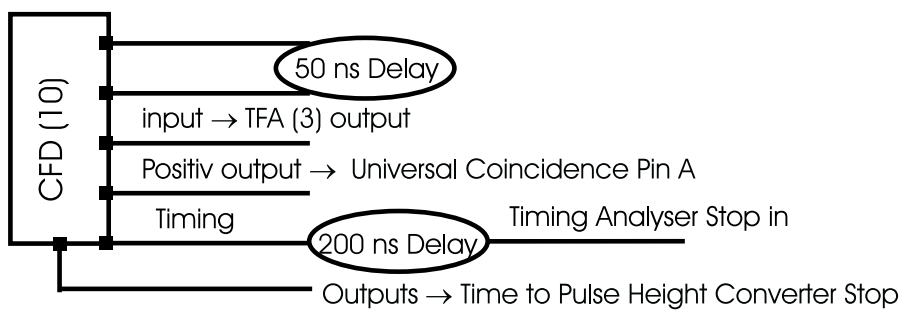 CFD (10)
50 ns Delay
input → TFA (3) output
Positiv output → Universal Coincidence Pin A
Timing
200 ns Delay
Timing Analyser Stop in
Outputs → Time to Pulse Height Converter Stop